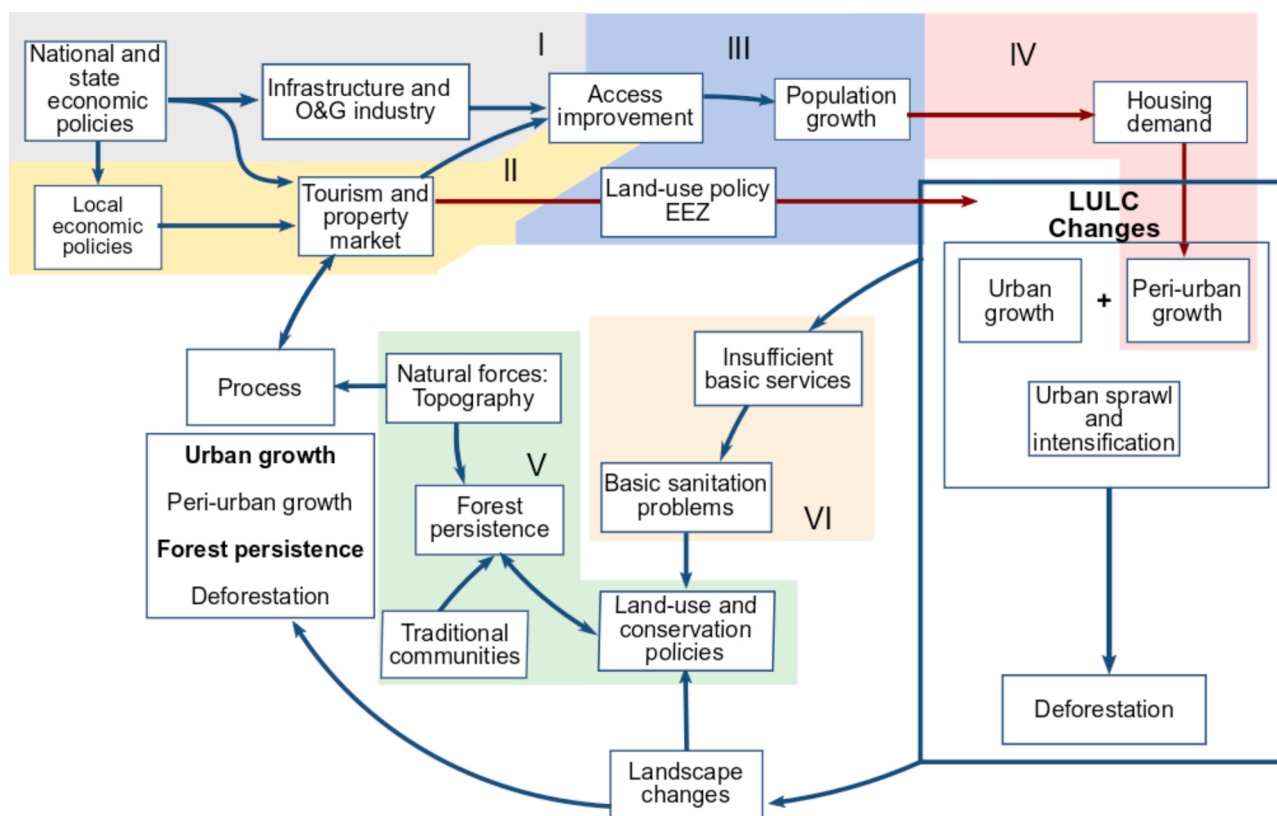 I
III
IV
National and
state
economic
policies
Infrastructure and
O&G industry
Access
improvement
Population
growth
Housing
demand
II
Local
economic
policies
Tourism and
property
market
Land-use policy
EEZ
LULC
Changes
Urban
growth
+
Peri-urban
growth
Process
Natural forces:
Topography
Insufficient
basic services
Urban sprawl
and
intensification
Urban growth
Peri-urban growth
Forest persistence
Deforestation
V
Forest
persistence
Basic sanitation
problems
VI
Traditional
communities
Land-use and
conservation
policies
Deforestation
Landscape
changes